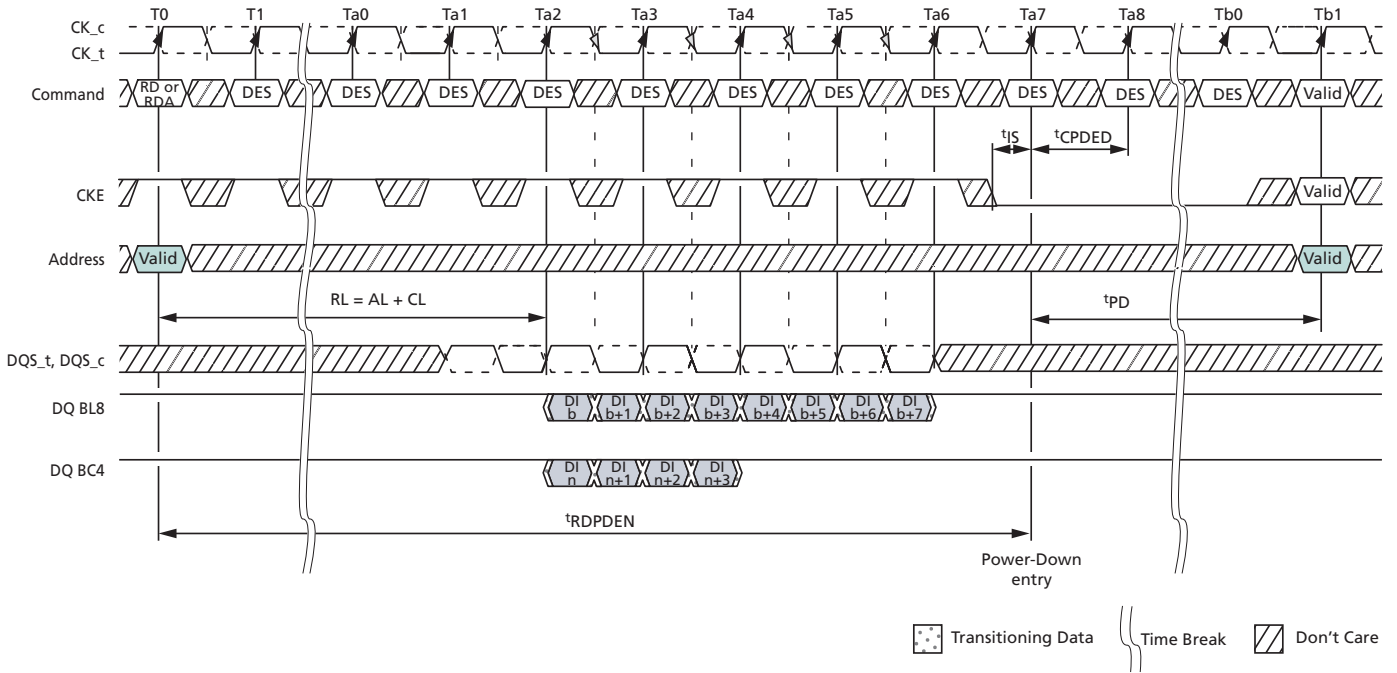 T0 T1 Ta0 Ta1 Ta2 Ta3 Ta4 Ta5 Ta6 Ta7 Ta8 Tb0 Tb1
CK_c
CK_t
Command
RD or
RDA
DES DES DES DES DES DES DES DES DES DES DES Valid
tIS tCPDED
CKE Valid
Address Valid Valid
RL = AL + CL tPD
DQS_t, DQS_c
DQ BL8
DI DI DI DI DI DI DI DI
b b+1 b+2 b+3 b+4 b+5 b+6 b+7
DQ BC4
DI DI DI DI
n n+1 n+2 n+3
tRDPDEN
Power-Down
entry
Transitioning Data Time Break Don't Care